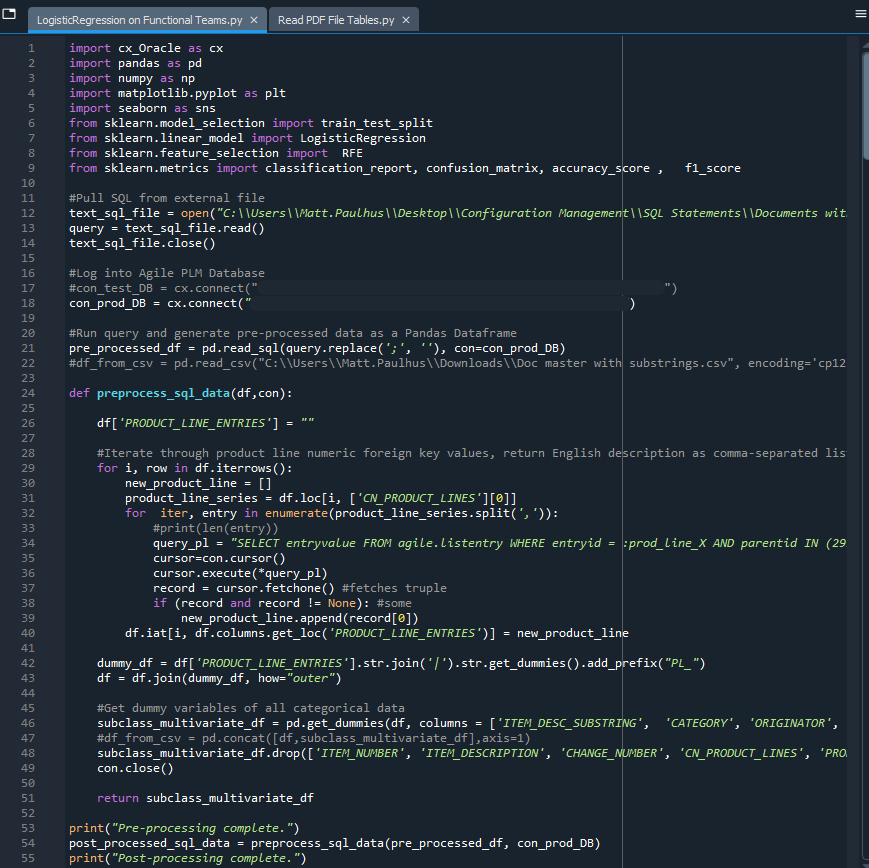 LogisticRegression on Functional Teams.py × Read PDF File Tables.py ×
1 import cx_Oracle as cx
2 import pandas as pd
3 import numpy as np
4 import matplotlib.pyplot as plt
5 import seaborn as sns
6 from sklearn.model_selection import train_test_split
7 from sklearn.linear_model import LogisticRegression
8 from sklearn.feature_selection import  RFE
9 from sklearn.metrics import classification_report, confusion_matrix, accuracy_score ,   f1_score
10
11 #Pull SQL from external file
12 text_sql_file = open("C:\\Users\\Matt.Paulhus\\Desktop\\Configuration Management\\SQL Statements\\Documents wit
13 query = text_sql_file.read()
14 text_sql_file.close()
15
16 #Log into Agile PLM Database
17 #con_test_DB = cx.connect(" ")
18 con_prod_DB = cx.connect(" )
19
20 #Run query and generate pre-processed data as a Pandas Dataframe
21 pre_processed_df = pd.read_sql(query.replace(';', ''), con=con_prod_DB)
22 #df_from_csv = pd.read_csv("C:\\Users\\Matt.Paulhus\\Downloads\\Doc master with substrings.csv", encoding='cp12
23
24 def preprocess_sql_data(df,con):
25
26     df['PRODUCT_LINE_ENTRIES'] = ""
27
28     #Iterate through product line numeric foreign key values, return English description as comma-separated lis
29     for i, row in df.iterrows():
30         new_product_line = []
31         product_line_series = df.loc[i, ['CN_PRODUCT_LINES'][0]]
32         for  iter, entry in enumerate(product_line_series.split(',')):
33             #print(len(entry))
34             query_pl = "SELECT entryvalue FROM agile.listentry WHERE entryid = :prod_line_X AND parentid IN (29
35             cursor=con.cursor()
36             cursor.execute(*query_pl)
37             record = cursor.fetchone() #fetches truple
38             if (record and record != None): #some
39                 new_product_line.append(record[0])
40         df.iat[i, df.columns.get_loc('PRODUCT_LINE_ENTRIES')] = new_product_line
41
42     dummy_df = df['PRODUCT_LINE_ENTRIES'].str.join('|').str.get_dummies().add_prefix("PL_")
43     df = df.join(dummy_df, how="outer")
44
45     #Get dummy variables of all categorical data
46     subclass_multivariate_df = pd.get_dummies(df, columns = ['ITEM_DESC_SUBSTRING',  'CATEGORY', 'ORIGINATOR',
47     #df_from_csv = pd.concat([df,subclass_multivariate_df],axis=1)
48     subclass_multivariate_df.drop(['ITEM_NUMBER', 'ITEM_DESCRIPTION', 'CHANGE_NUMBER', 'CN_PRODUCT_LINES', 'PRO
49     con.close()
50
51     return subclass_multivariate_df
52
53 print("Pre-processing complete.")
54 post_processed_sql_data = preprocess_sql_data(pre_processed_df, con_prod_DB)
55 print("Post-processing complete.")